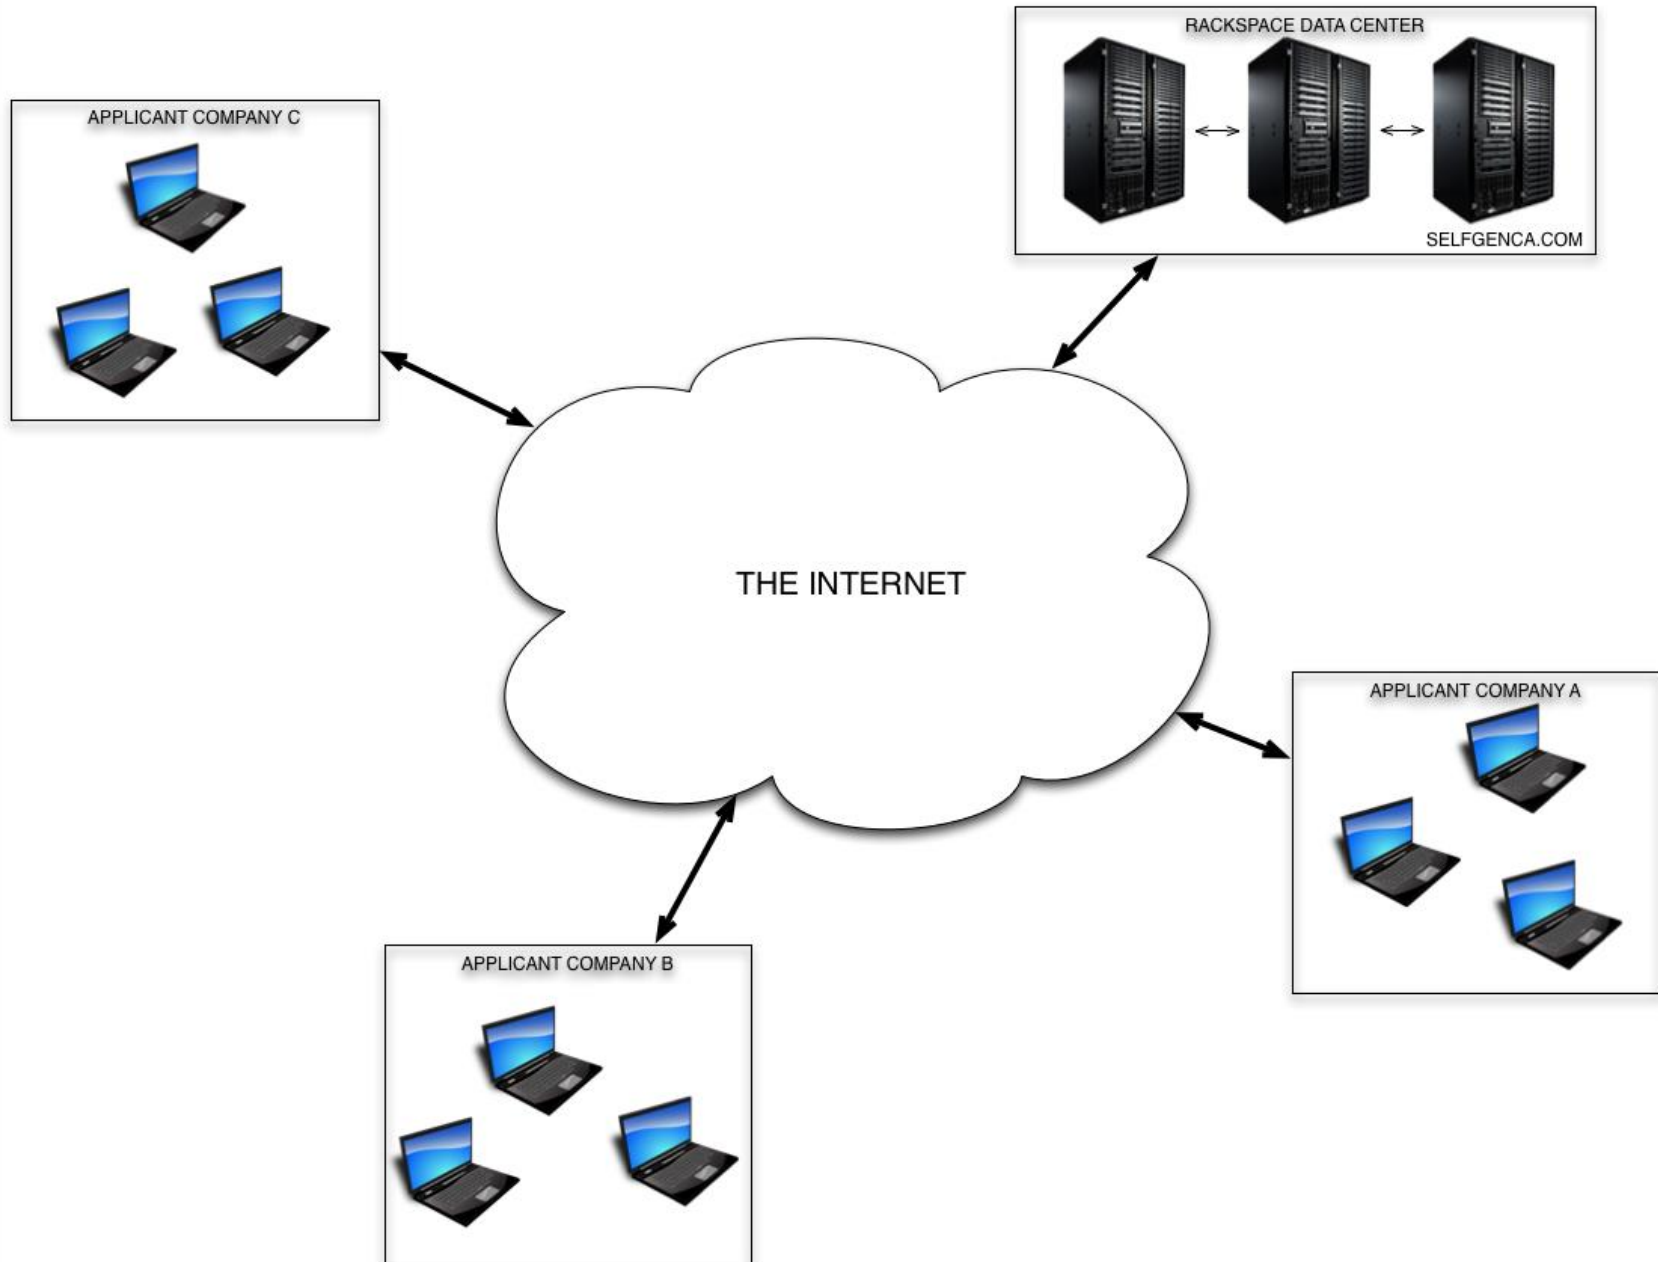 RACKSPACE DATA CENTER
SELFGENCA.COM
APPLICANT COMPANY C
THE INTERNET
APPLICANT COMPANY A
APPLICANT COMPANY B